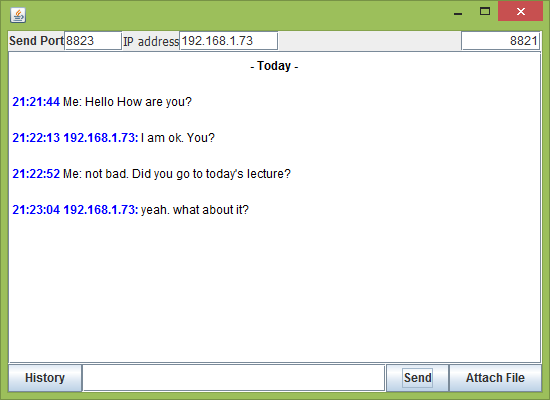 Send Port 8823 IP address 192.168.1.73 8821
- Today -
21:21:44 Me: Hello How are you?
21:22:13 192.168.1.73: I am ok. You?
21:22:52 Me: not bad. Did you go to today's lecture?
21:23:04 192.168.1.73: yeah. what about it?
History Send Attach File